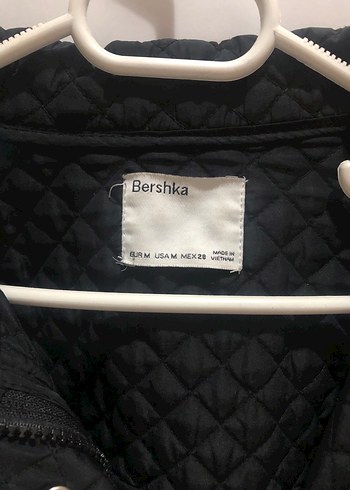 Bershka
EUR M USA M MEX 28 MADE IN
VIETNAM